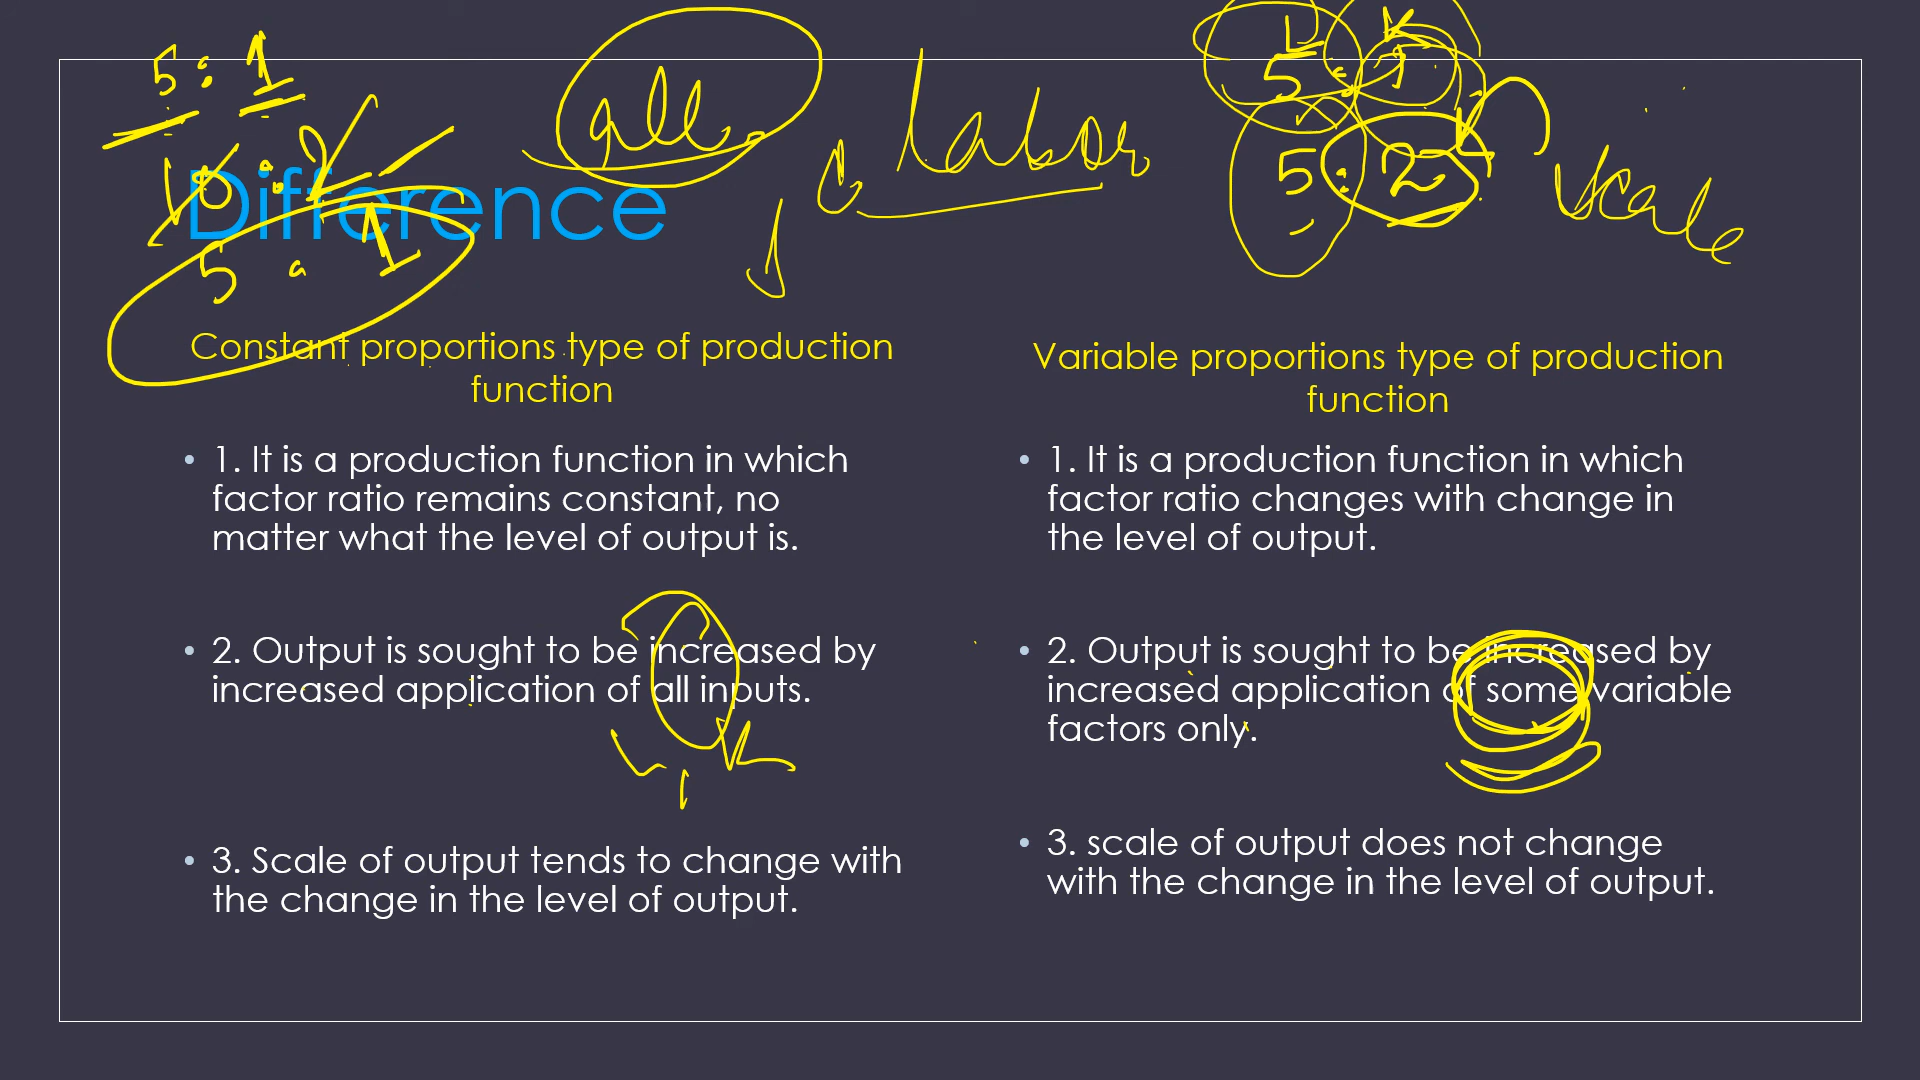 5 : 1
10 : 2
5 : 1
all
labor
L K
5 : 1
5 : 2
scale
Difference
Constant proportions type of production
function
• 1. It is a production function in which
factor ratio remains constant, no
matter what the level of output is.
• 2. Output is sought to be increased by
increased application of all inputs.
L, K
• 3. Scale of output tends to change with
the change in the level of output.
Variable proportions type of production
function
• 1. It is a production function in which
factor ratio changes with change in
the level of output.
• 2. Output is sought to be increased by
increased application of some variable
factors only.
• 3. scale of output does not change
with the change in the level of output.